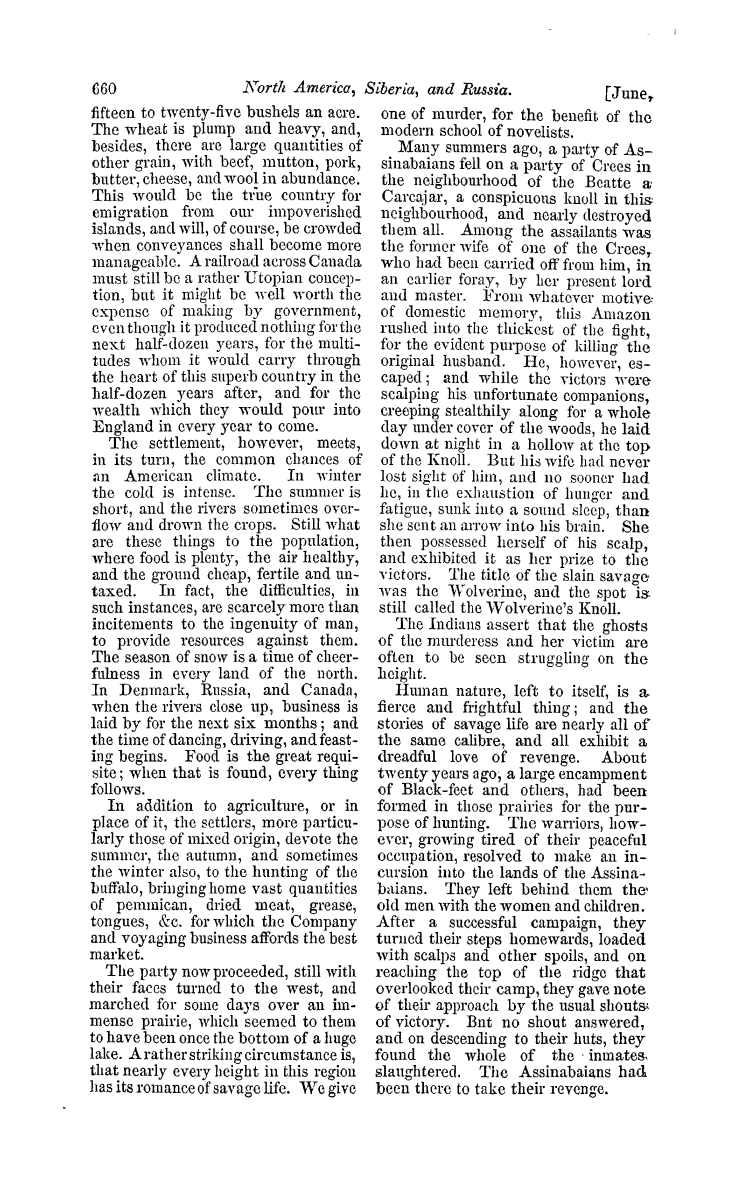 660 North America, Siberia, and Russia. [June,
fifteen to twenty-five bushels an acre.
The wheat is plump and heavy, and,
besides, there are large quantities of
other grain, with beef, mutton, pork,
butter, cheese, and wool in abundance.
This would be the true country for
emigration from our impoverished
islands, and will, of course, be crowded
when conveyances shall become more
manageable. A railroad across Canada
must still be a rather Utopian concep-
tion, but it might be well worth the
expense of making by government,
even though it produced nothing for the
next half-dozen years, for the multi-
tudes whom it would carry through
the heart of this superb country in the
half-dozen years after, and for the
wealth which they would pour into
England in every year to come.
The settlement, however, meets,
in its turn, the common chances of
an American climate. In winter
the cold is intense. The summer is
short, and the rivers sometimes over-
flow and drown the crops. Still what
are these things to the population,
where food is plenty, the air healthy,
and the ground cheap, fertile and un-
taxed. In fact, the difficulties, in
such instances, are scarcely more than
incitements to the ingenuity of man,
to provide resources against them.
The season of snow is a time of cheer-
fulness in every land of the north.
In Denmark, Russia, and Canada,
when the rivers close up, business is
laid by for the next six months; and
the time of dancing, driving, and feast-
ing begins. Food is the great requi-
site; when that is found, every thing
follows.
In addition to agriculture, or in
place of it, the settlers, more particu-
larly those of mixed origin, devote the
summer, the autumn, and sometimes
the winter also, to the hunting of the
buffalo, bringing home vast quantities
of pemmican, dried meat, grease,
tongues, &c. for which the Company
and voyaging business affords the best
market.
The party now proceeded, still with
their faces turned to the west, and
marched for some days over an im-
mense prairie, which seemed to them
to have been once the bottom of a huge
lake. A rather striking circumstance is,
that nearly every height in this region
has its romance of savage life. We give
one of murder, for the benefit of the
modern school of novelists.
Many summers ago, a party of As-
sinabaians fell on a party of Crees in
the neighbourhood of the Beatte a
Carcajar, a conspicuous knoll in this
neighbourhood, and nearly destroyed
them all. Among the assailants was
the former wife of one of the Crees,
who had been carried off from him, in
an earlier foray, by her present lord
and master. From whatever motive
of domestic memory, this Amazon
rushed into the thickest of the fight,
for the evident purpose of killing the
original husband. He, however, es-
caped; and while the victors were
scalping his unfortunate companions,
creeping stealthily along for a whole
day under cover of the woods, he laid
down at night in a hollow at the top
of the Knoll. But his wife had never
lost sight of him, and no sooner had
he, in the exhaustion of hunger and
fatigue, sunk into a sound sleep, than
she sent an arrow into his brain. She
then possessed herself of his scalp,
and exhibited it as her prize to the
victors. The title of the slain savage
was the Wolverine, and the spot is
still called the Wolverine's Knoll.
The Indians assert that the ghosts
of the murderess and her victim are
often to be seen struggling on the
height.
Human nature, left to itself, is a
fierce and frightful thing; and the
stories of savage life are nearly all of
the same calibre, and all exhibit a
dreadful love of revenge. About
twenty years ago, a large encampment
of Black-feet and others, had been
formed in those prairies for the pur-
pose of hunting. The warriors, how-
ever, growing tired of their peaceful
occupation, resolved to make an in-
cursion into the lands of the Assina-
baians. They left behind them the
old men with the women and children.
After a successful campaign, they
turned their steps homewards, loaded
with scalps and other spoils, and on
reaching the top of the ridge that
overlooked their camp, they gave note
of their approach by the usual shouts
of victory. Bnt no shout answered,
and on descending to their huts, they
found the whole of the inmates
slaughtered. The Assinabaians had
been there to take their revenge.